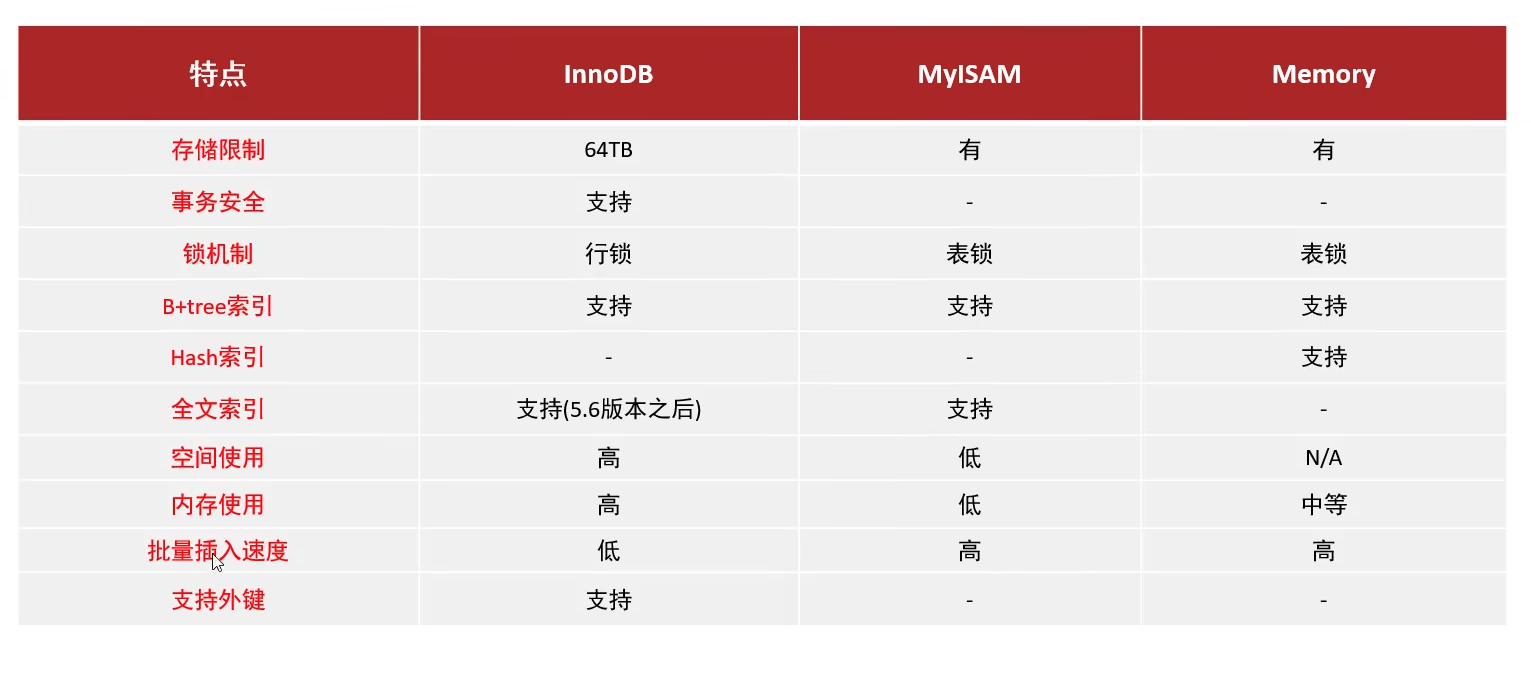 特点 InnoDB MyISAM Memory
存储限制 64TB 有 有
事务安全 支持 - -
锁机制 行锁 表锁 表锁
B+tree索引 支持 支持 支持
Hash索引 - - 支持
全文索引 支持(5.6版本之后) 支持 -
空间使用 高 低 N/A
内存使用 高 低 中等
批量插入速度 低 高 高
支持外键 支持 - -